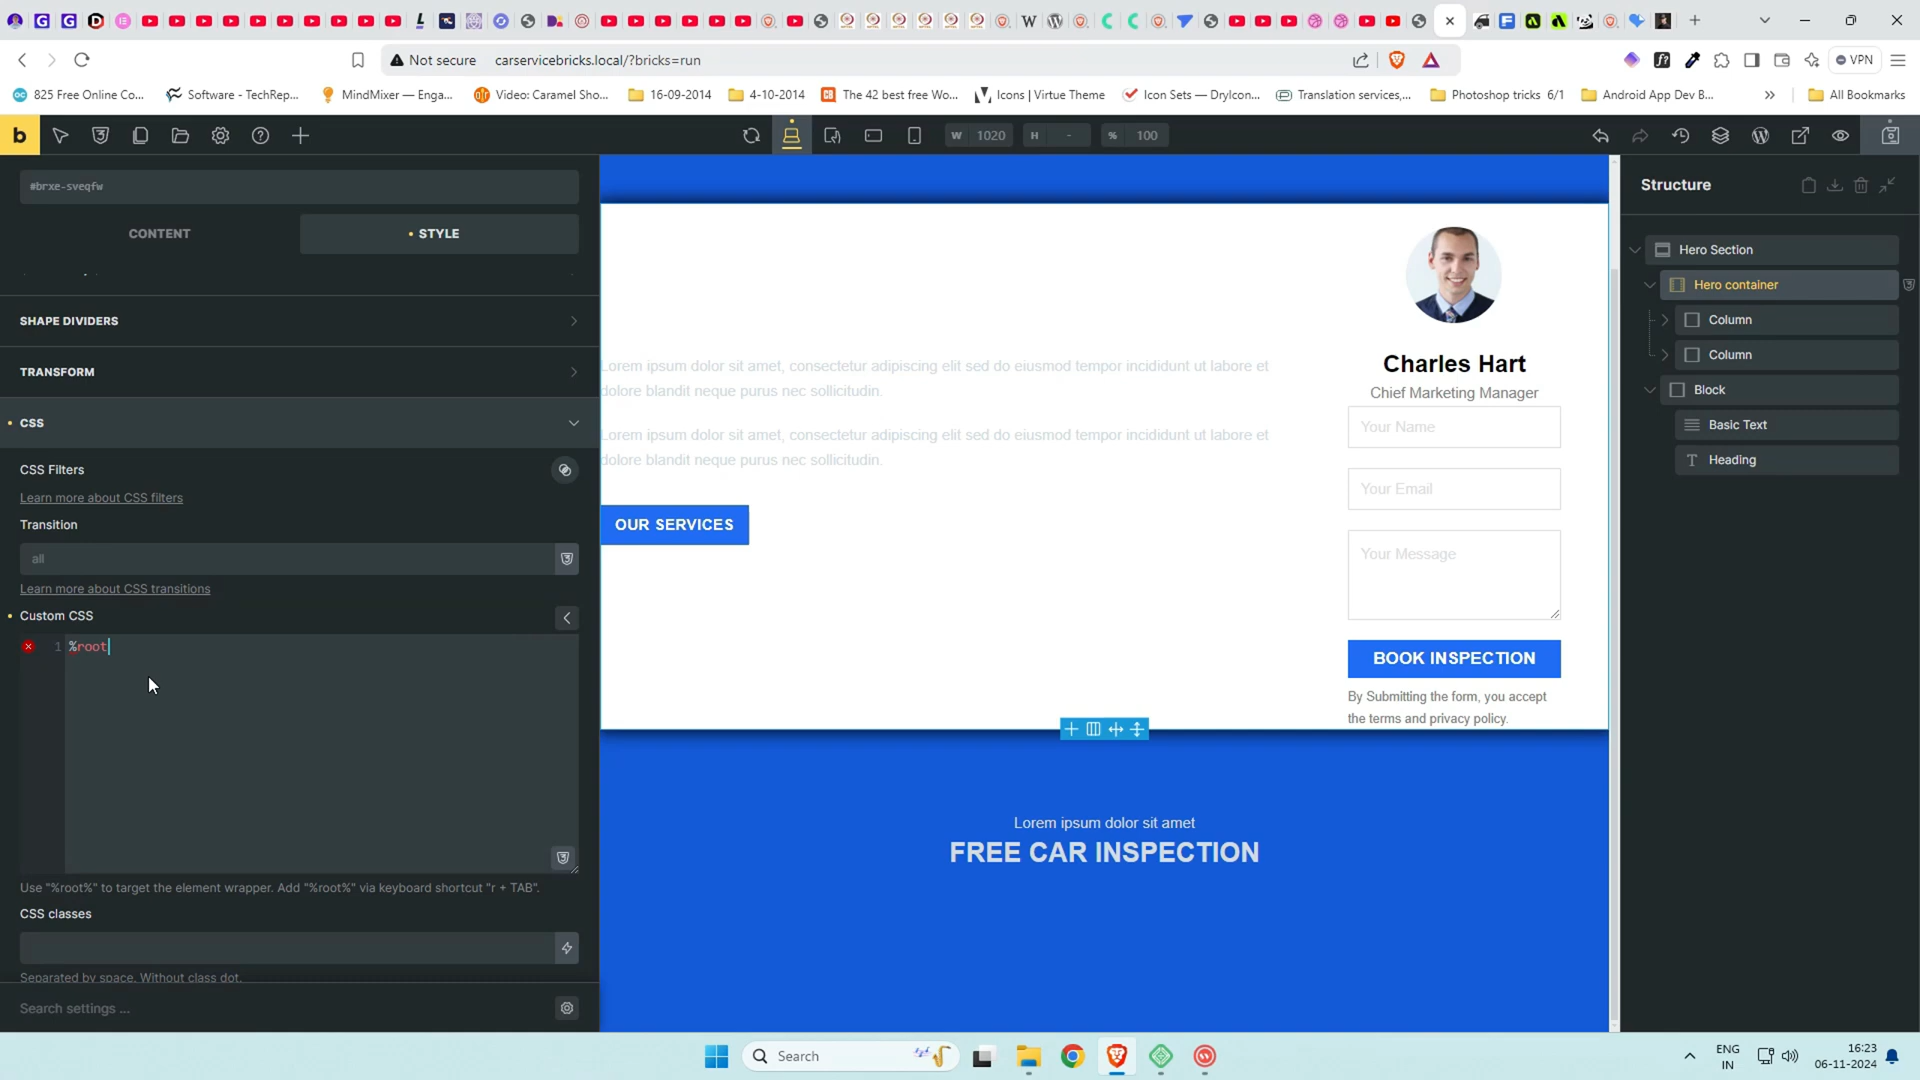 Not secure
carservicebricks.local/?bricks=run
VPN
825 Free Online Co...
Software - TechRep...
MindMixer — Enga...
Video: Caramel Sho...
16-09-2014
4-10-2014
The 42 best free Wo...
Icons | Virtue Theme
Icon Sets — DryIcon...
Translation services,...
Photoshop tricks 6/1
Android App Dev B...
All Bookmarks
b
W 1020
H -
% 100
#brxe-sveqfw
CONTENT
STYLE
SHAPE DIVIDERS
TRANSFORM
CSS
CSS Filters
Learn more about CSS filters
Transition
all
Learn more about CSS transitions
Custom CSS
1 %root
Use "%root%" to target the element wrapper. Add "%root%" via keyboard shortcut "r + TAB".
CSS classes
Separated by space. Without class dot.
Search settings ...
Lorem ipsum dolor sit amet, consectetur adipiscing elit sed do eiusmod tempor incididunt ut labore et
dolore blandit neque purus nec sollicitudin.
Lorem ipsum dolor sit amet, consectetur adipiscing elit sed do eiusmod tempor incididunt ut labore et
dolore blandit neque purus nec sollicitudin.
OUR SERVICES
Charles Hart
Chief Marketing Manager
Your Name
Your Email
Your Message
BOOK INSPECTION
By Submitting the form, you accept
the terms and privacy policy.
Lorem ipsum dolor sit amet
FREE CAR INSPECTION
Structure
Hero Section
Hero container
Column
Column
Block
Basic Text
Heading
Search
ENG
IN
16:23
06-11-2024